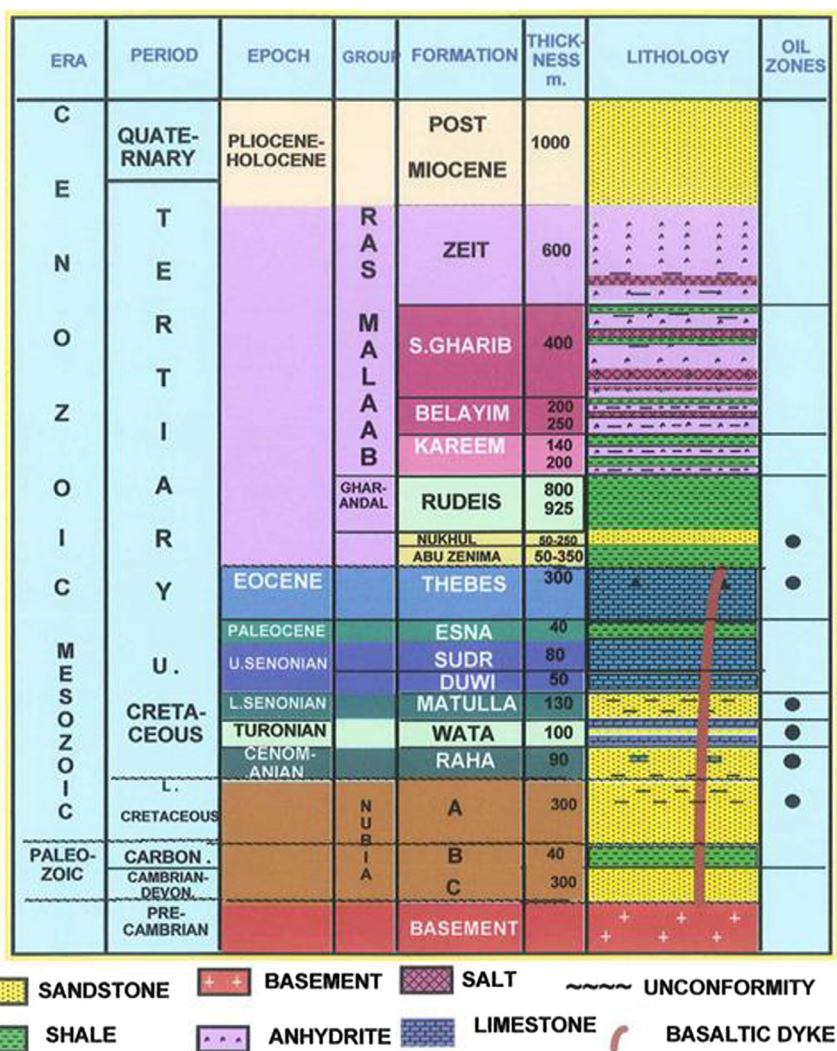 ERA
PERIOD
EPOCH
GROUP
FORMATION
THICK-
NESS
m.
LITHOLOGY
OIL
ZONES
C
E
N
O
Z
O
I
C
MESOZOIC
PALEO-
ZOIC
QUATE-
RNARY
T
E
R
T
I
A
R
Y
U.
CRETA-
CEOUS
L.
CRETACEOUS
CARBON.
CAMBRIAN-
DEVON.
PRE-
CAMBRIAN
PLIOCENE-
HOLOCENE
EOCENE
PALEOCENE
U.SENONIAN
L.SENONIAN
TURONIAN
CENOM-
ANIAN
RAS MALAAB
GHAR-
ANDAL
NUBIA
POST
MIOCENE
1000
ZEIT
600
S.GHARIB
400
BELAYIM
200
250
KAREEM
140
200
RUDEIS
800
925
NUKHUL
50-250
ABU ZENIMA
50-350
THEBES
300
ESNA
40
SUDR
80
DUWI
50
MATULLA
130
WATA
100
RAHA
90
A
300
B
40
C
300
BASEMENT
SANDSTONE
BASEMENT
SALT
UNCONFORMITY
SHALE
ANHYDRITE
LIMESTONE
BASALTIC DYKE